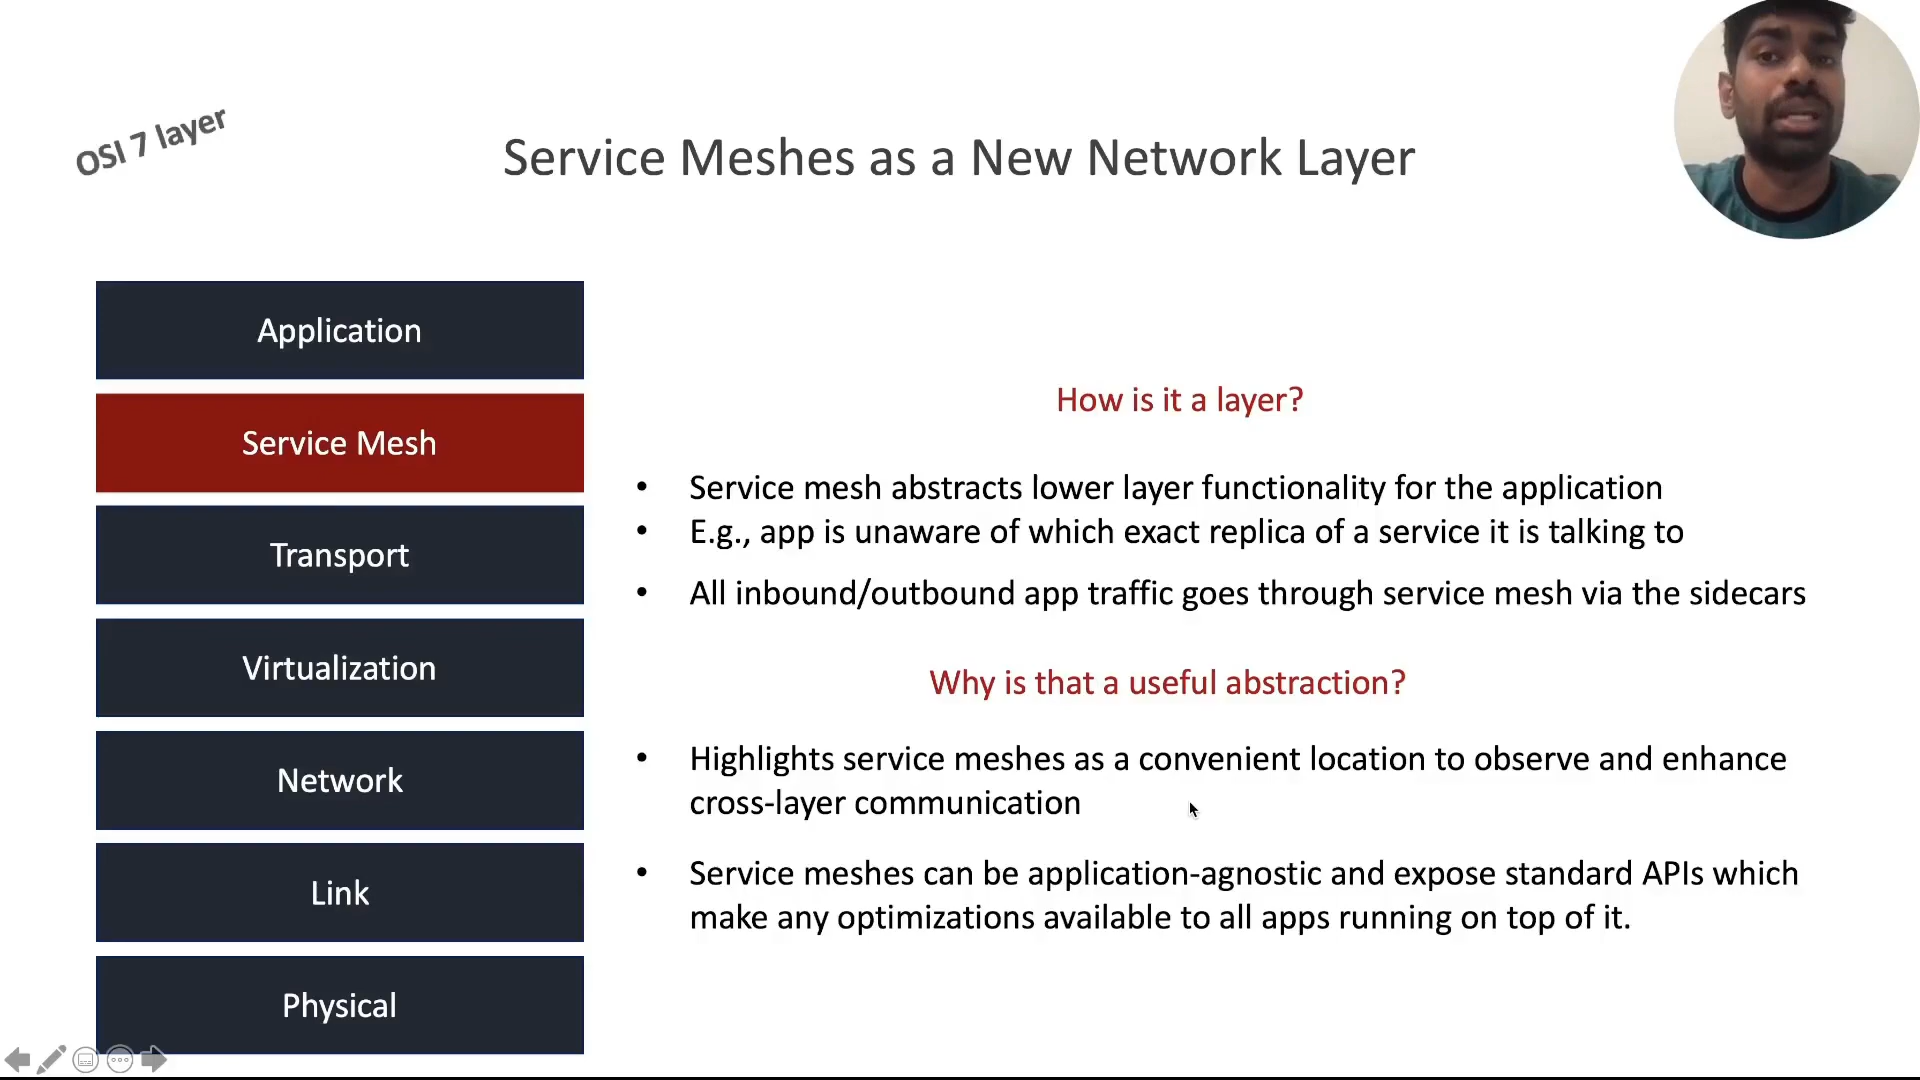 OSI 7 layer
Service Meshes as a New Network Layer
Application
Service Mesh
Transport
Virtualization
Network
Link
Physical
How is it a layer?
• Service mesh abstracts lower layer functionality for the application
• E.g., app is unaware of which exact replica of a service it is talking to
• All inbound/outbound app traffic goes through service mesh via the sidecars
Why is that a useful abstraction?
• Highlights service meshes as a convenient location to observe and enhance
cross-layer communication
• Service meshes can be application-agnostic and expose standard APIs which
make any optimizations available to all apps running on top of it.